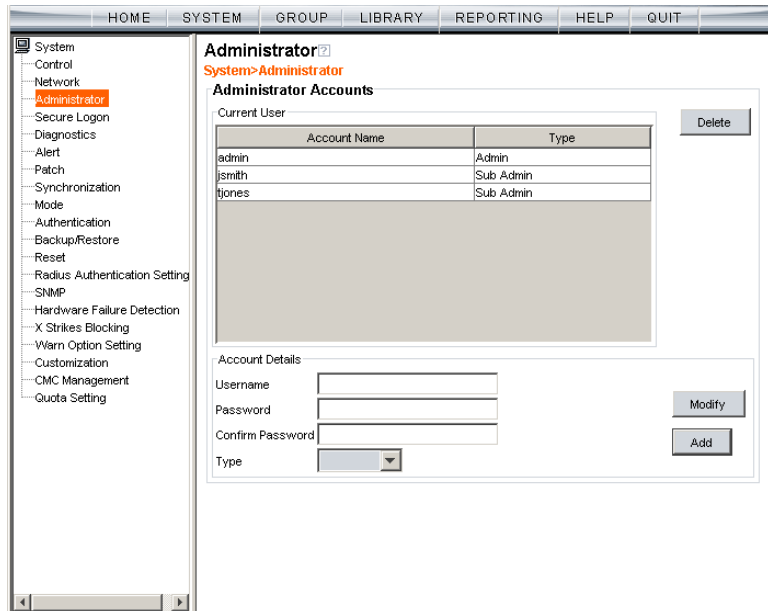 HOME SYSTEM GROUP LIBRARY REPORTING HELP QUIT
System
Control
Network
Administrator
Secure Logon
Diagnostics
Alert
Patch
Synchronization
Mode
Authentication
Backup/Restore
Reset
Radius Authentication Setting
SNMP
Hardware Failure Detection
X Strikes Blocking
Warn Option Setting
Customization
CMC Management
Quota Setting
Administrator?
System>Administrator
Administrator Accounts
Current User
Account Name Type
admin Admin
jsmith Sub Admin
tjones Sub Admin
Delete
Account Details
Username
Password
Confirm Password
Type
Modify
Add